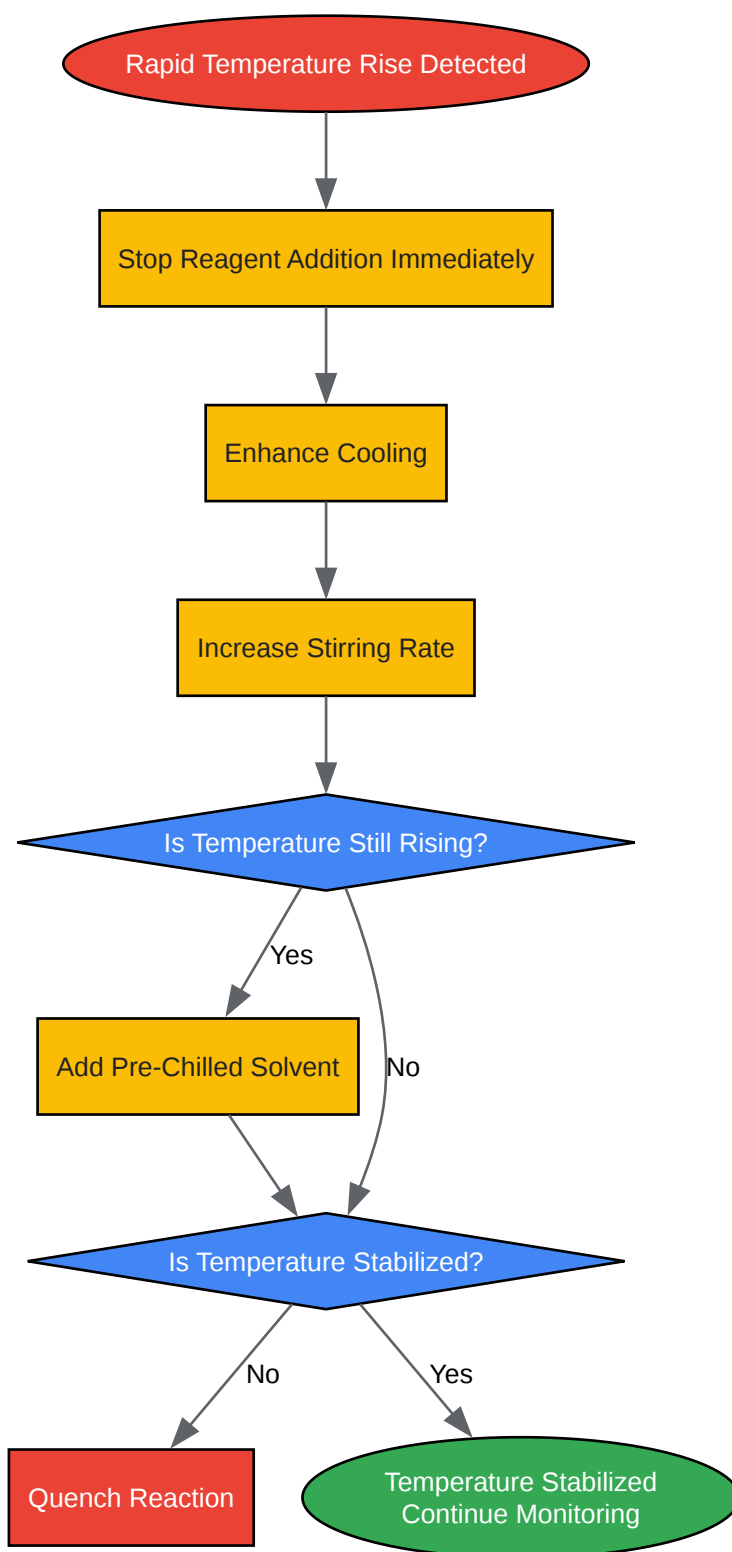 Rapid Temperature Rise Detected
Stop Reagent Addition Immediately
Enhance Cooling
Increase Stirring Rate
Is Temperature Still Rising?
Yes
Add Pre-Chilled Solvent
No
Is Temperature Stabilized?
No
Yes
Quench Reaction
Temperature Stabilized
Continue Monitoring